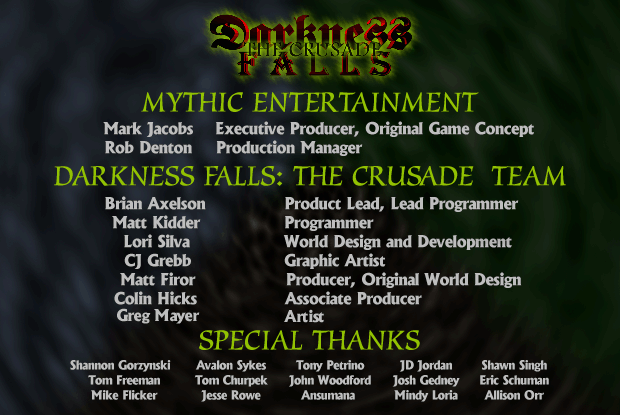 Darkness
THE CRUSADE
FALLS
MYTHIC ENTERTAINMENT
Mark Jacobs Executive Producer, Original Game Concept
Rob Denton Production Manager
DARKNESS FALLS: THE CRUSADE TEAM
Brian Axelson Product Lead, Lead Programmer
Matt Kidder Programmer
Lori Silva World Design and Development
CJ Grebb Graphic Artist
Matt Firor Producer, Original World Design
Colin Hicks Associate Producer
Greg Mayer Artist
SPECIAL THANKS
Shannon Gorzynski Avalon Sykes Tony Petrino JD Jordan Shawn Singh
Tom Freeman Tom Churpek John Woodford Josh Gedney Eric Schuman
Mike Flicker Jesse Rowe Ansumana Mindy Loria Allison Orr